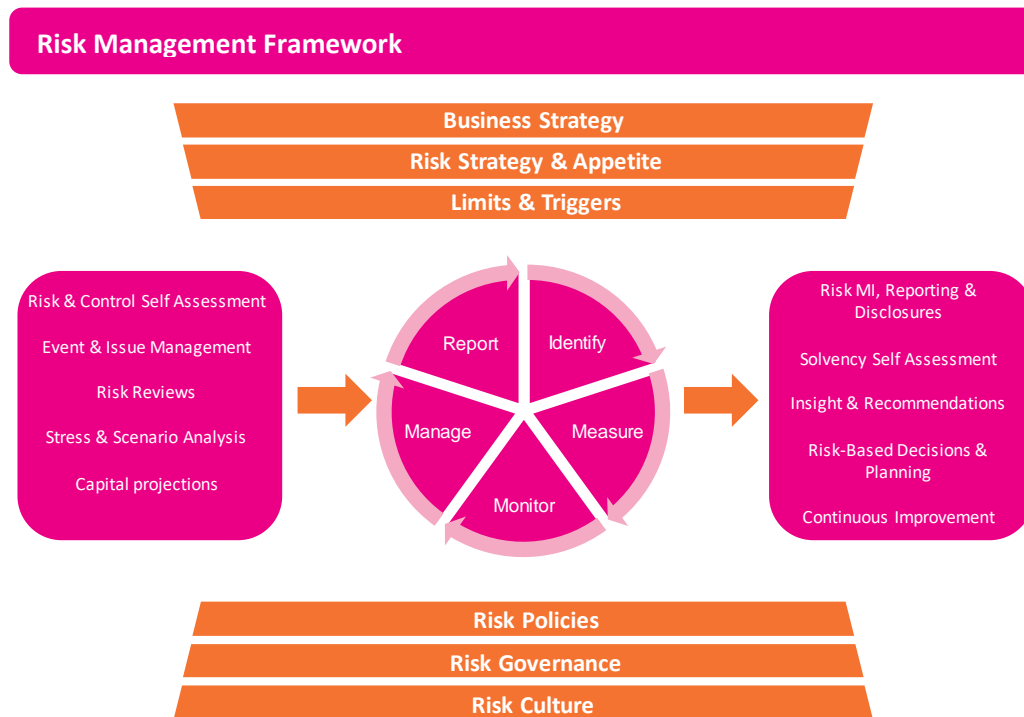 Risk Management Framework
Business Strategy
Risk Strategy & Appetite
Limits & Triggers
Risk & Control Self Assessment
Event & Issue Management
Risk Reviews
Stress & Scenario Analysis
Capital projections
Report
Identify
Manage
Measure
Monitor
Risk MI, Reporting &
Disclosures
Solvency Self Assessment
Insight & Recommendations
Risk-Based Decisions &
Planning
Continuous Improvement
Risk Policies
Risk Governance
Risk Culture